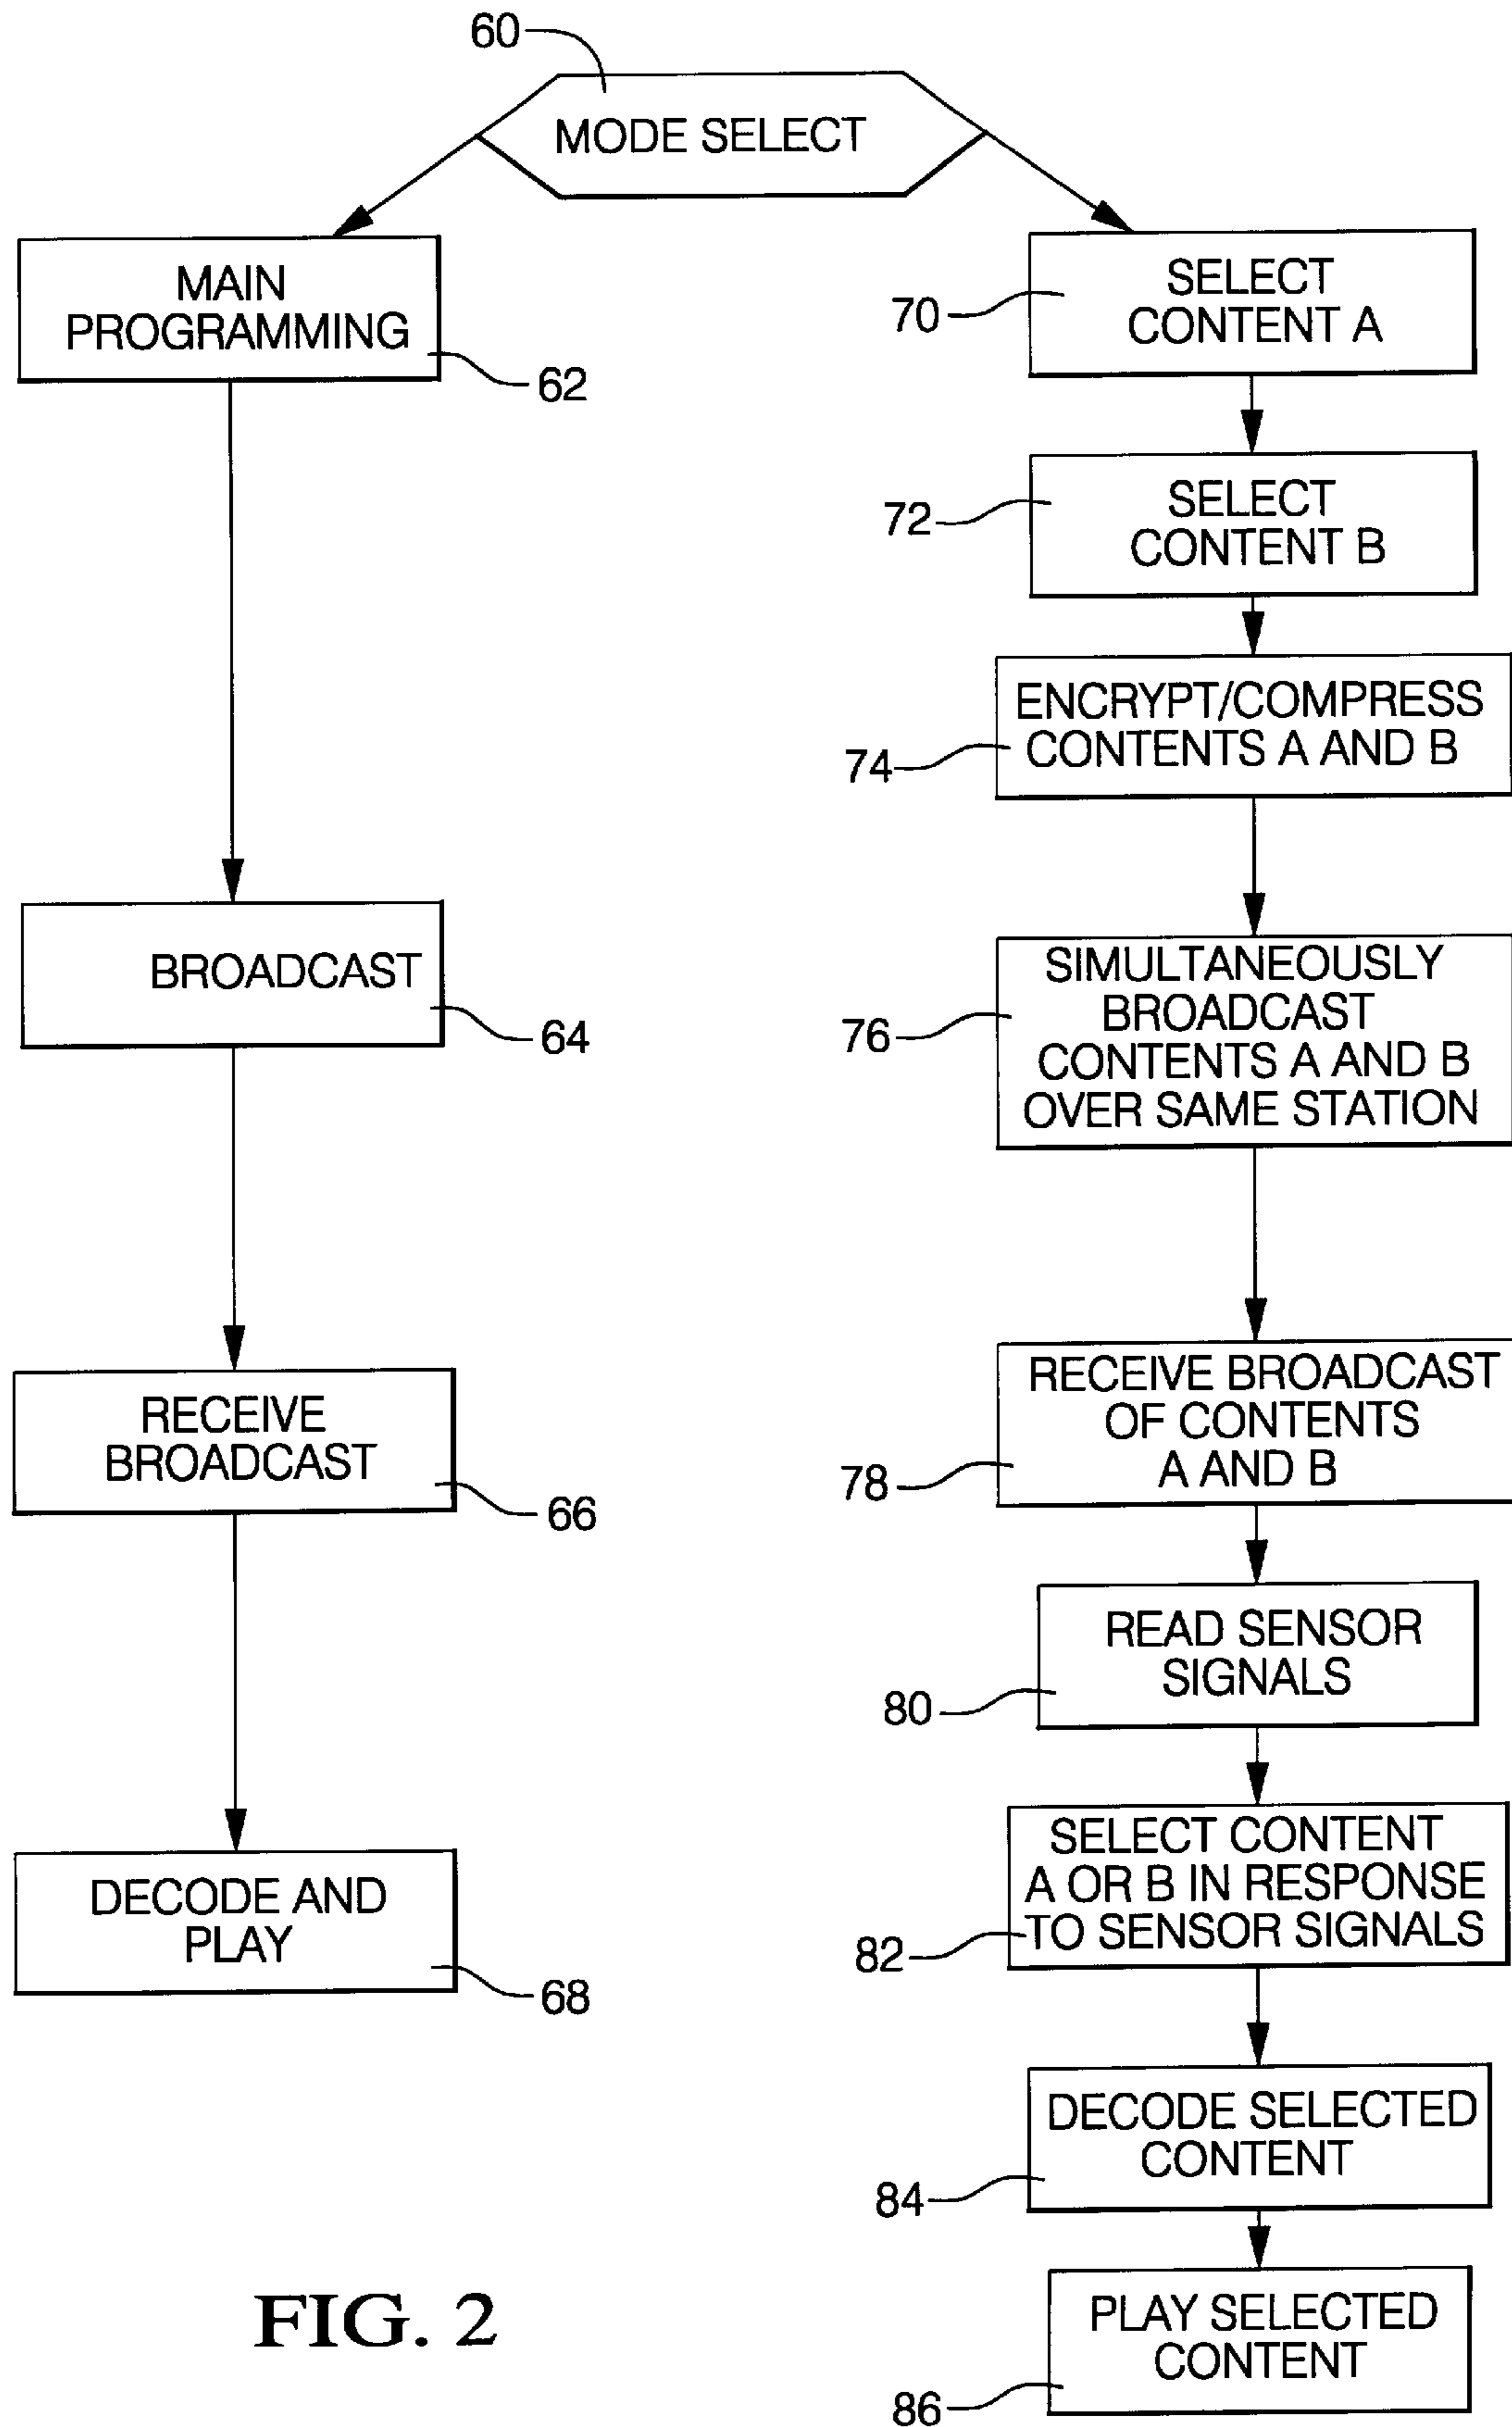 60
MODE SELECT
MAIN
PROGRAMMING
62
BROADCAST
64
RECEIVE
BROADCAST
66
DECODE AND
PLAY
68
SELECT
CONTENT A
70
SELECT
CONTENT B
72
ENCRYPT/COMPRESS
CONTENTS A AND B
74
SIMULTANEOUSLY
BROADCAST
CONTENTS A AND B
OVER SAME STATION
76
RECEIVE BROADCAST
OF CONTENTS
A AND B
78
READ SENSOR
SIGNALS
80
SELECT CONTENT
A OR B IN RESPONSE
TO SENSOR SIGNALS
82
DECODE SELECTED
CONTENT
84
PLAY SELECTED
CONTENT
86
FIG. 2